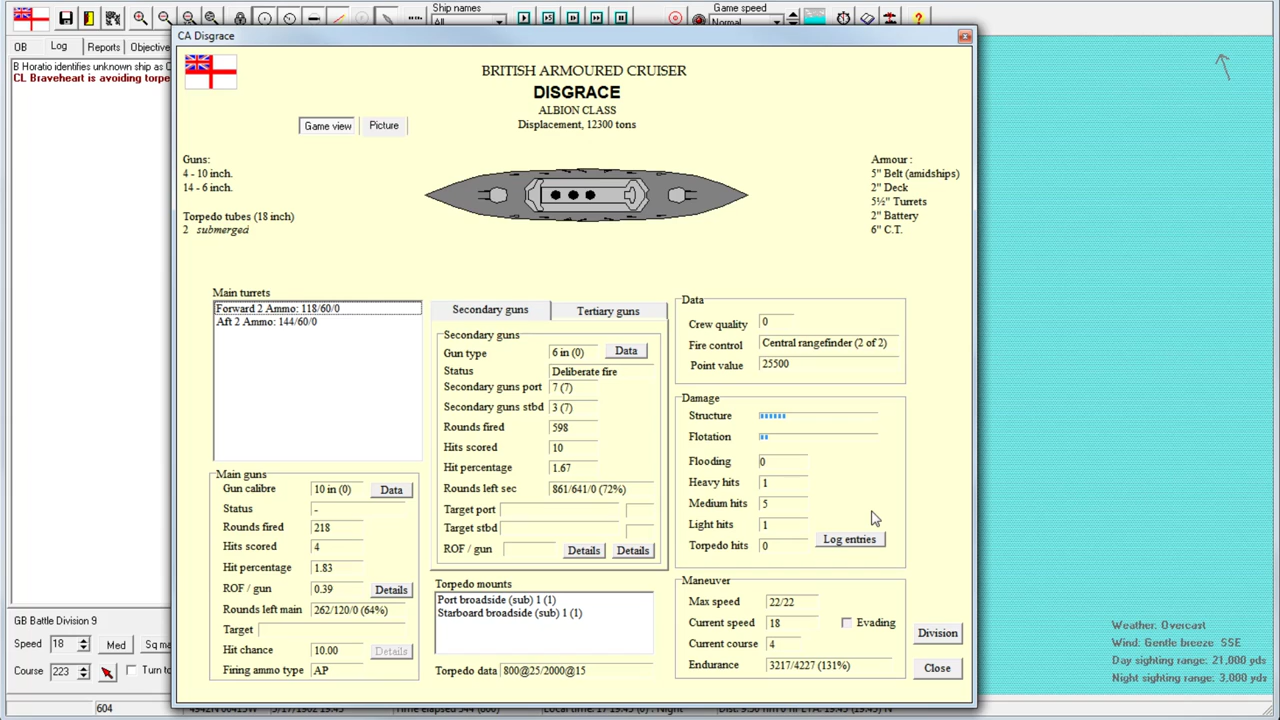 Ship names
All
Game speed
Normal
?
CA Disgrace
OB
Log
Reports
Objective
B Horatio identifies unknown ship as
CL Braveheart is avoiding torpe
BRITISH ARMOURED CRUISER
DISGRACE
ALBION CLASS
Displacement, 12300 tons
Game view
Picture
Guns:
4 - 10 inch.
14 - 6 inch.
Torpedo tubes (18 inch)
2 submerged
Armour :
5" Belt (amidships)
2" Deck
5½" Turrets
2" Battery
6" C.T.
Main turrets
Forward 2 Ammo: 118/60/0
Aft 2 Ammo: 144/60/0
Secondary guns
Tertiary guns
Secondary guns
Gun type 6 in (0) Data
Status Deliberate fire
Secondary guns port 7 (7)
Secondary guns stbd 3 (7)
Rounds fired 598
Hits scored 10
Hit percentage 1.67
Rounds left sec 861/641/0 (72%)
Target port
Target stbd
ROF / gun Details Details
Data
Crew quality 0
Fire control Central rangefinder (2 of 2)
Point value 25500
Damage
Structure
Flotation
Flooding 0
Heavy hits 1
Medium hits 5
Light hits 1
Torpedo hits 0
Log entries
Main guns
Gun calibre 10 in (0) Data
Status -
Rounds fired 218
Hits scored 4
Hit percentage 1.83
ROF / gun 0.39 Details
Rounds left main 262/120/0 (64%)
Target
Hit chance 10.00 Details
Firing ammo type AP
Torpedo mounts
Port broadside (sub) 1 (1)
Starboard broadside (sub) 1 (1)
Torpedo data 800@25/2000@15
Maneuver
Max speed 22/22
Current speed 18 Evading
Current course 4
Endurance 3217/4227 (131%)
Division
Close
GB Battle Division 9
Speed 18 Med Sq ma
Course 223 Turn to
Weather: Overcast
Wind: Gentle breeze SSE
Day sighting range: 21,000 yds
Night sighting range: 3,000 yds
604